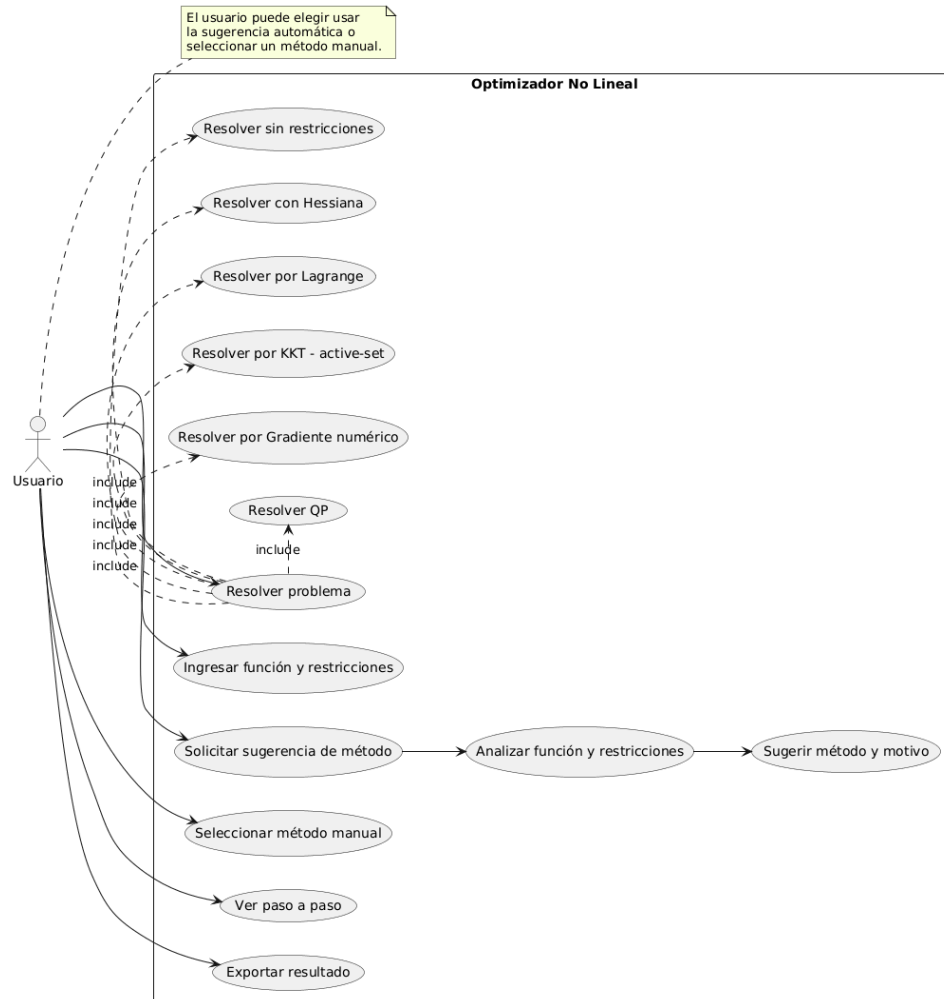 El usuario puede elegir usar
la sugerencia automática o
seleccionar un método manual.
Optimizador No Lineal
Resolver sin restricciones
Resolver con Hessiana
Resolver por Lagrange
Resolver por KKT - active-set
Resolver por Gradiente numérico
Usuario
include
include
include
include
include
Resolver QP
include
Resolver problema
Ingresar función y restricciones
Solicitar sugerencia de método
Analizar función y restricciones
Sugerir método y motivo
Seleccionar método manual
Ver paso a paso
Exportar resultado